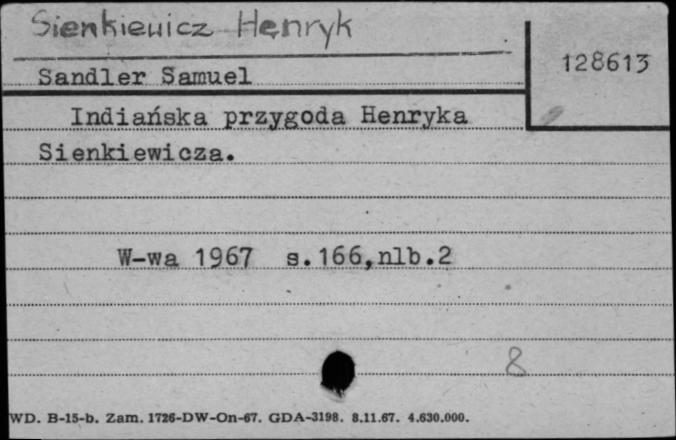 Sienkiewicz Henryk
128613
Sandler Samuel
Indiańska przygoda Henryka
Sienkiewicza.
W-wa 1967 s.166,nlb.2
8
WD. B-15-b. Zam. 1726-DW-On-67. GDA-3198. 8.11.67. 4.630.000.